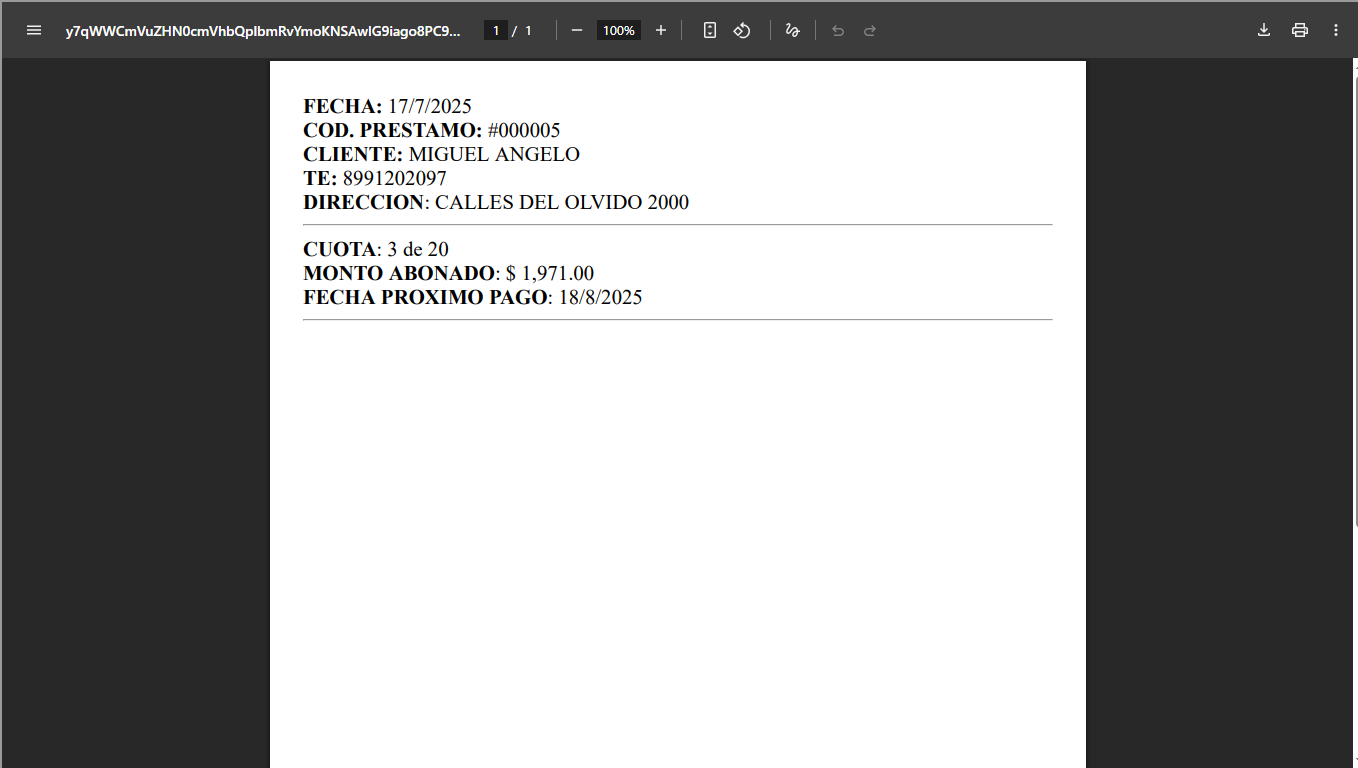 y7qWWCmVuZHN0cmVhbQplbmRvYmoKNSAwIG9iago8PC9...
1 / 1
100%
FECHA: 17/7/2025
COD. PRESTAMO: #000005
CLIENTE: MIGUEL ANGELO
TE: 8991202097
DIRECCION: CALLES DEL OLVIDO 2000
CUOTA: 3 de 20
MONTO ABONADO: $ 1,971.00
FECHA PROXIMO PAGO: 18/8/2025